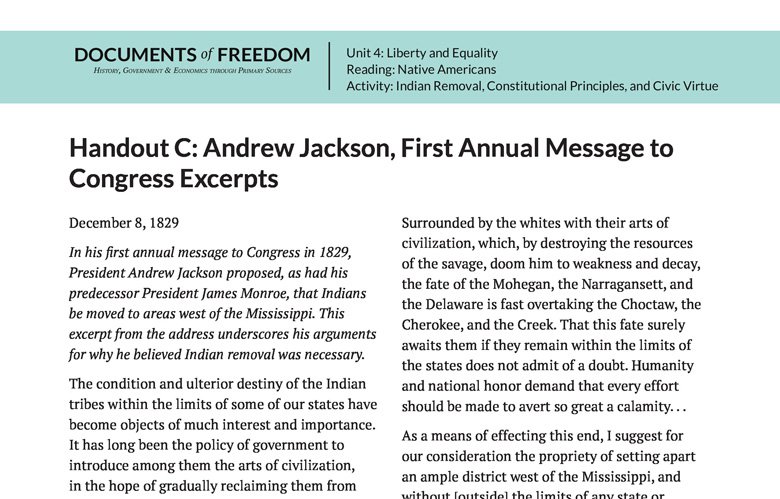 DOCUMENTS of FREEDOM
History, Government & Economics through Primary Sources
Unit 4: Liberty and Equality
Reading: Native Americans
Activity: Indian Removal, Constitutional Principles, and Civic Virtue
Handout C: Andrew Jackson, First Annual Message to
Congress Excerpts
December 8, 1829
In his first annual message to Congress in 1829,
President Andrew Jackson proposed, as had his
predecessor President James Monroe, that Indians
be moved to areas west of the Mississippi. This
excerpt from the address underscores his arguments
for why he believed Indian removal was necessary.
The condition and ulterior destiny of the Indian
tribes within the limits of some of our states have
become objects of much interest and importance.
It has long been the policy of government to
introduce among them the arts of civilization,
in the hope of gradually reclaiming them from
Surrounded by the whites with their arts of
civilization, which, by destroying the resources
of the savage, doom him to weakness and decay,
the fate of the Mohegan, the Narragansett, and
the Delaware is fast overtaking the Choctaw, the
Cherokee, and the Creek. That this fate surely
awaits them if they remain within the limits of
the states does not admit of a doubt. Humanity
and national honor demand that every effort
should be made to avert so great a calamity. . .
As a means of effecting this end, I suggest for
our consideration the propriety of setting apart
an ample district west of the Mississippi, and
without [outside] the limits of any state or